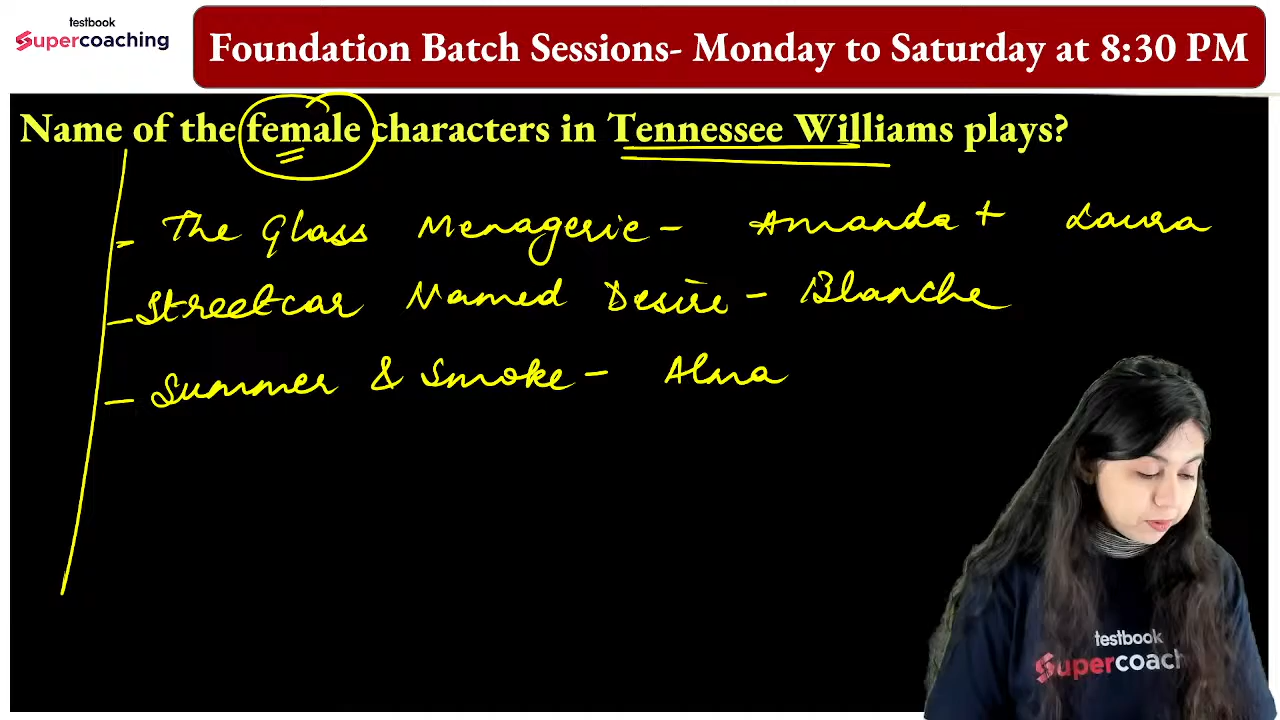 testbook
Supercoaching
Foundation Batch Sessions- Monday to Saturday at 8:30 PM
Name of the female characters in Tennessee Williams plays?
- The Glass Menagerie - Amanda + Laura
- Streetcar Named Desire - Blanche
- Summer & Smoke - Alma
testbook
Supercoach